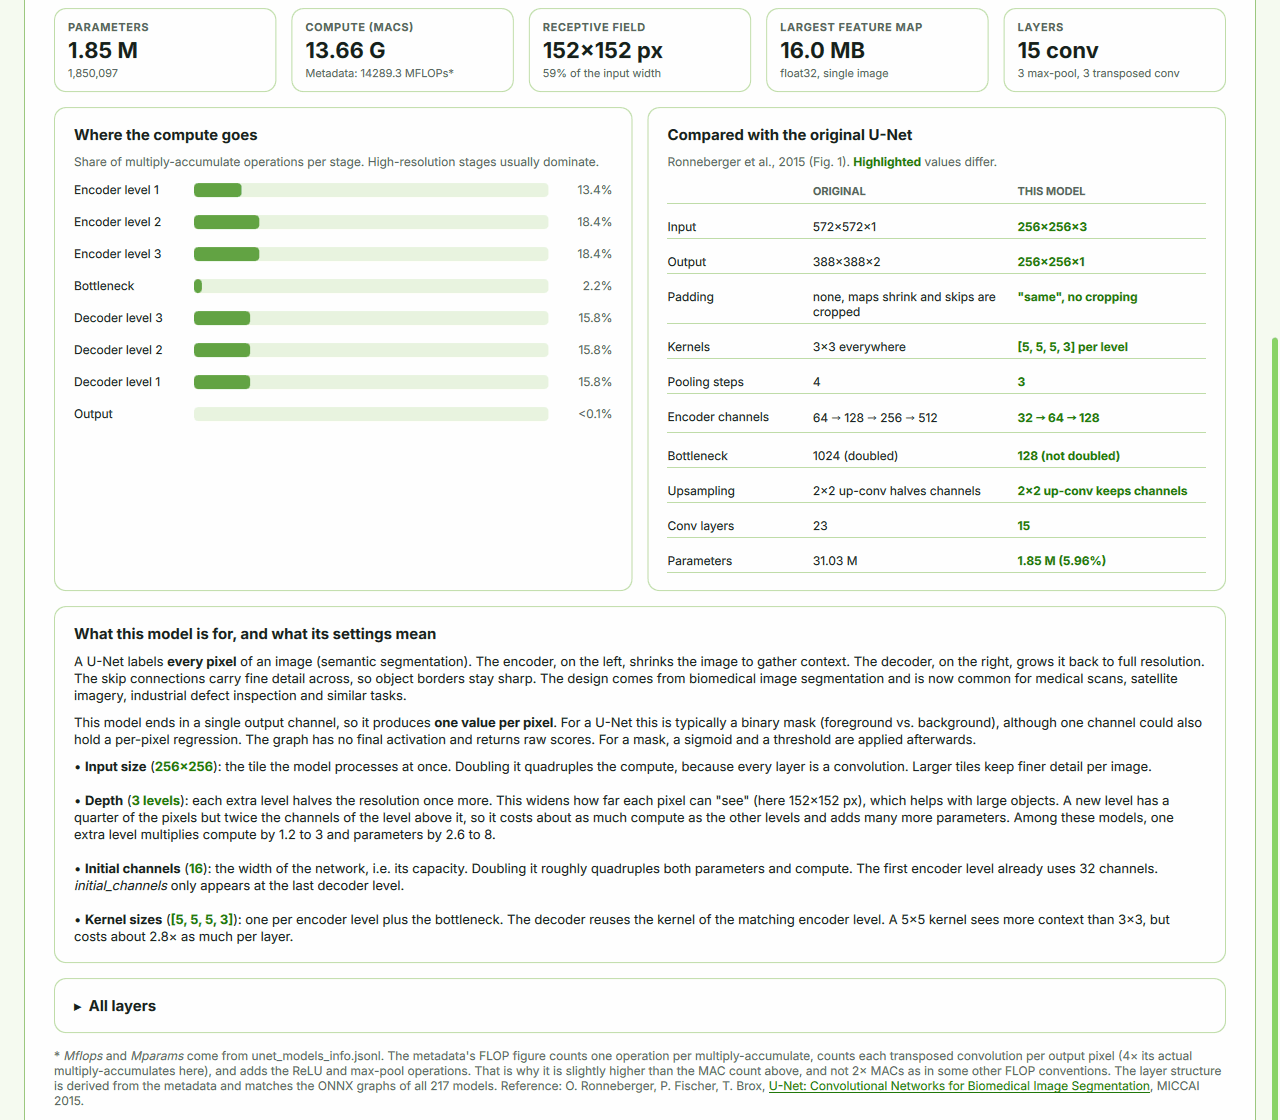 PARAMETERS
1.85 M
1,850,097
COMPUTE (MACS)
13.66 G
Metadata: 14289.3 MFLOPs*
RECEPTIVE FIELD
152×152 px
59% of the input width
LARGEST FEATURE MAP
16.0 MB
float32, single image
LAYERS
15 conv
3 max-pool, 3 transposed conv
Where the compute goes
Share of multiply-accumulate operations per stage. High-resolution stages usually dominate.
Encoder level 1 13.4%
Encoder level 2 18.4%
Encoder level 3 18.4%
Bottleneck 2.2%
Decoder level 3 15.8%
Decoder level 2 15.8%
Decoder level 1 15.8%
Output <0.1%
Compared with the original U-Net
Ronneberger et al., 2015 (Fig. 1). Highlighted values differ.
ORIGINAL THIS MODEL
Input 572×572×1 256×256×3
Output 388×388×2 256×256×1
Padding none, maps shrink and skips are "same", no cropping
cropped
Kernels 3×3 everywhere [5, 5, 5, 3] per level
Pooling steps 4 3
Encoder channels 64 → 128 → 256 → 512 32 → 64 → 128
Bottleneck 1024 (doubled) 128 (not doubled)
Upsampling 2×2 up-conv halves channels 2×2 up-conv keeps channels
Conv layers 23 15
Parameters 31.03 M 1.85 M (5.96%)
What this model is for, and what its settings mean
A U-Net labels every pixel of an image (semantic segmentation). The encoder, on the left, shrinks the image to gather context. The decoder, on the right, grows it back to full resolution.
The skip connections carry fine detail across, so object borders stay sharp. The design comes from biomedical image segmentation and is now common for medical scans, satellite
imagery, industrial defect inspection and similar tasks.
This model ends in a single output channel, so it produces one value per pixel. For a U-Net this is typically a binary mask (foreground vs. background), although one channel could also
hold a per-pixel regression. The graph has no final activation and returns raw scores. For a mask, a sigmoid and a threshold are applied afterwards.
• Input size (256×256): the tile the model processes at once. Doubling it quadruples the compute, because every layer is a convolution. Larger tiles keep finer detail per image.
• Depth (3 levels): each extra level halves the resolution once more. This widens how far each pixel can "see" (here 152×152 px), which helps with large objects. A new level has a
quarter of the pixels but twice the channels of the level above it, so it costs about as much compute as the other levels and adds many more parameters. Among these models, one
extra level multiplies compute by 1.2 to 3 and parameters by 2.6 to 8.
• Initial channels (16): the width of the network, i.e. its capacity. Doubling it roughly quadruples both parameters and compute. The first encoder level already uses 32 channels.
initial_channels only appears at the last decoder level.
• Kernel sizes ([5, 5, 5, 3]): one per encoder level plus the bottleneck. The decoder reuses the kernel of the matching encoder level. A 5×5 kernel sees more context than 3×3, but
costs about 2.8× as much per layer.
▸ All layers
* Mflops and Mparams come from unet_models_info.jsonl. The metadata's FLOP figure counts one operation per multiply-accumulate, counts each transposed convolution per output pixel (4× its actual
multiply-accumulates here), and adds the ReLU and max-pool operations. That is why it is slightly higher than the MAC count above, and not 2× MACs as in some other FLOP conventions. The layer structure
is derived from the metadata and matches the ONNX graphs of all 217 models. Reference: O. Ronneberger, P. Fischer, T. Brox, U-Net: Convolutional Networks for Biomedical Image Segmentation, MICCAI
2015.